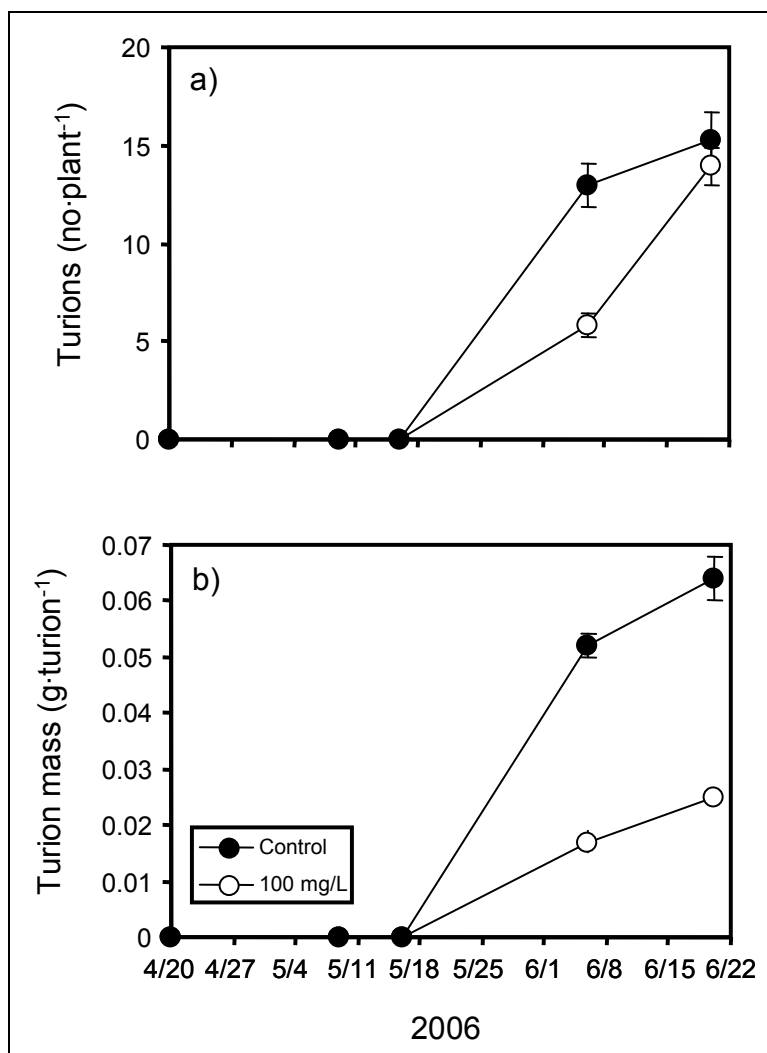 a)
Turions (no·plant⁻¹)
20
15
10
5
0
b)
Turion mass (g·turion⁻¹)
0.07
0.06
0.05
0.04
0.03
0.02
0.01
0
Control
100 mg/L
4/20 4/27 5/4 5/11 5/18 5/25 6/1 6/8 6/15 6/22
2006